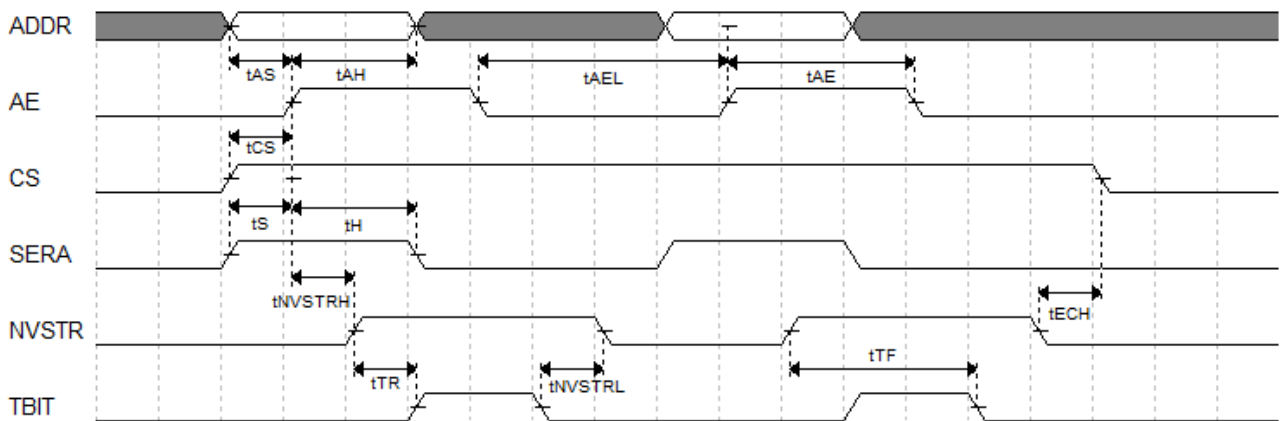 ADDR
tAS
tAH
tAEL
tAE
AE
tCS
CS
tS
tH
SERA
tNVSTRH
tECH
NVSTR
tTR
tNVSTRL
tTF
TBIT